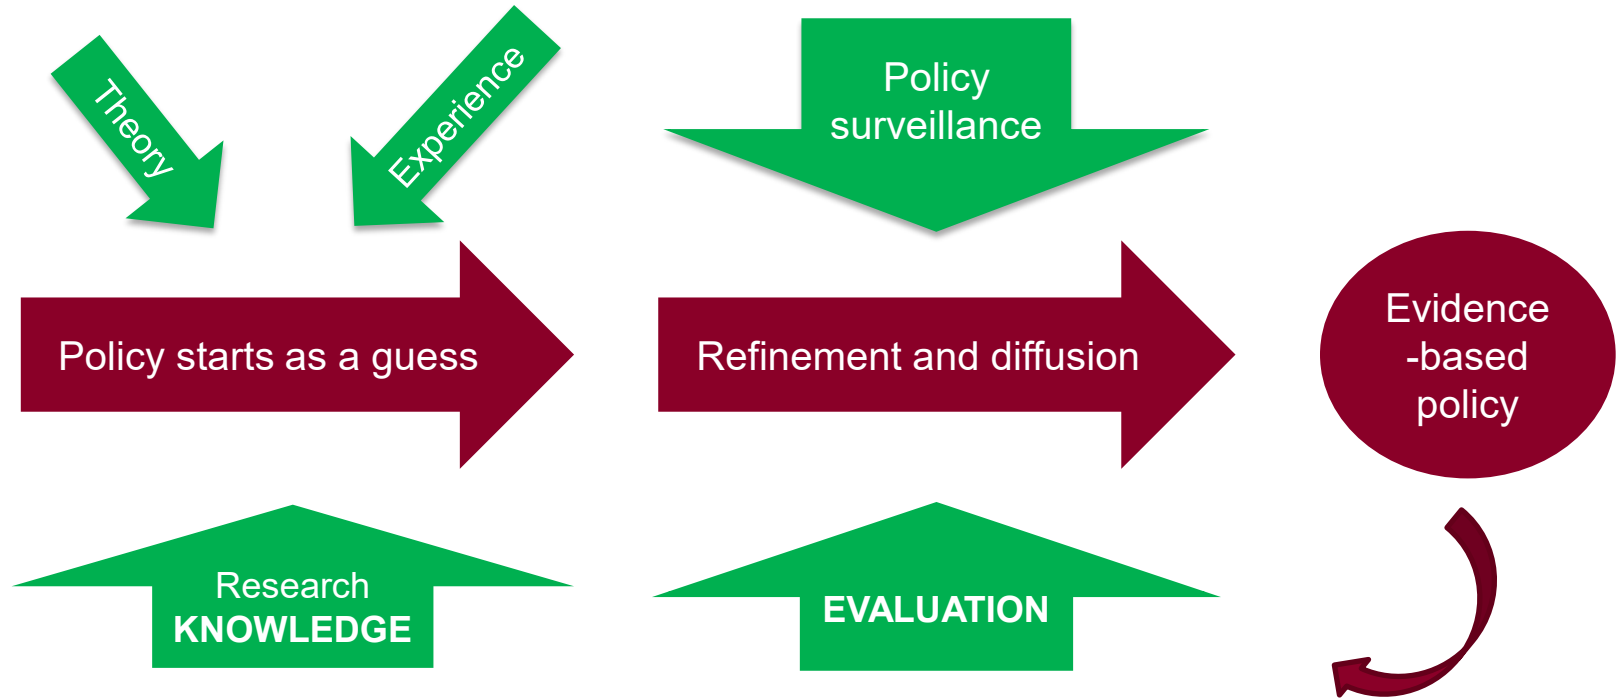 Theory
Experience
Policy
surveillance
Policy starts as a guess
Refinement and diffusion
Evidence
-based
policy
Research
KNOWLEDGE
EVALUATION